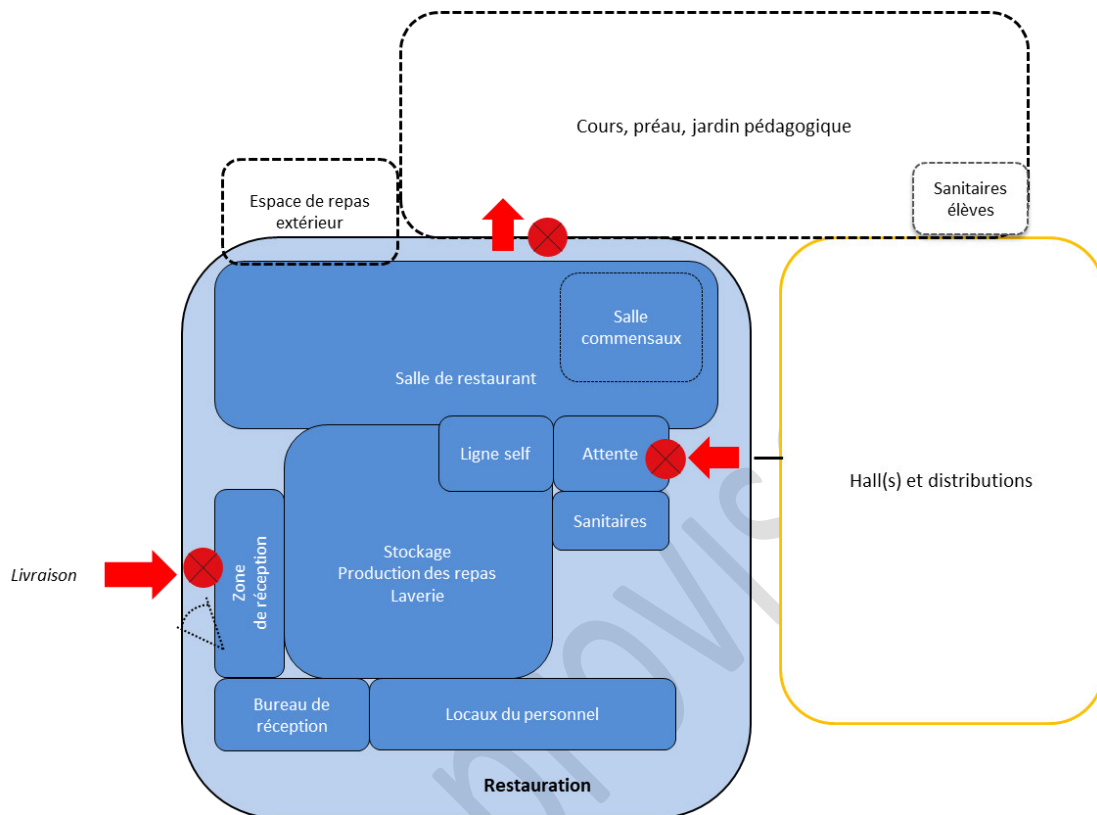 Cours, préau, jardin pédagogique
Espace de repas
extérieur
Sanitaires
élèves
Salle
commensaux
Salle de restaurant
Ligne self
Attente
Hall(s) et distributions
Sanitaires
Livraison
Zone
de réception
Stockage
Production des repas
Laverie
Bureau de
réception
Locaux du personnel
Restauration